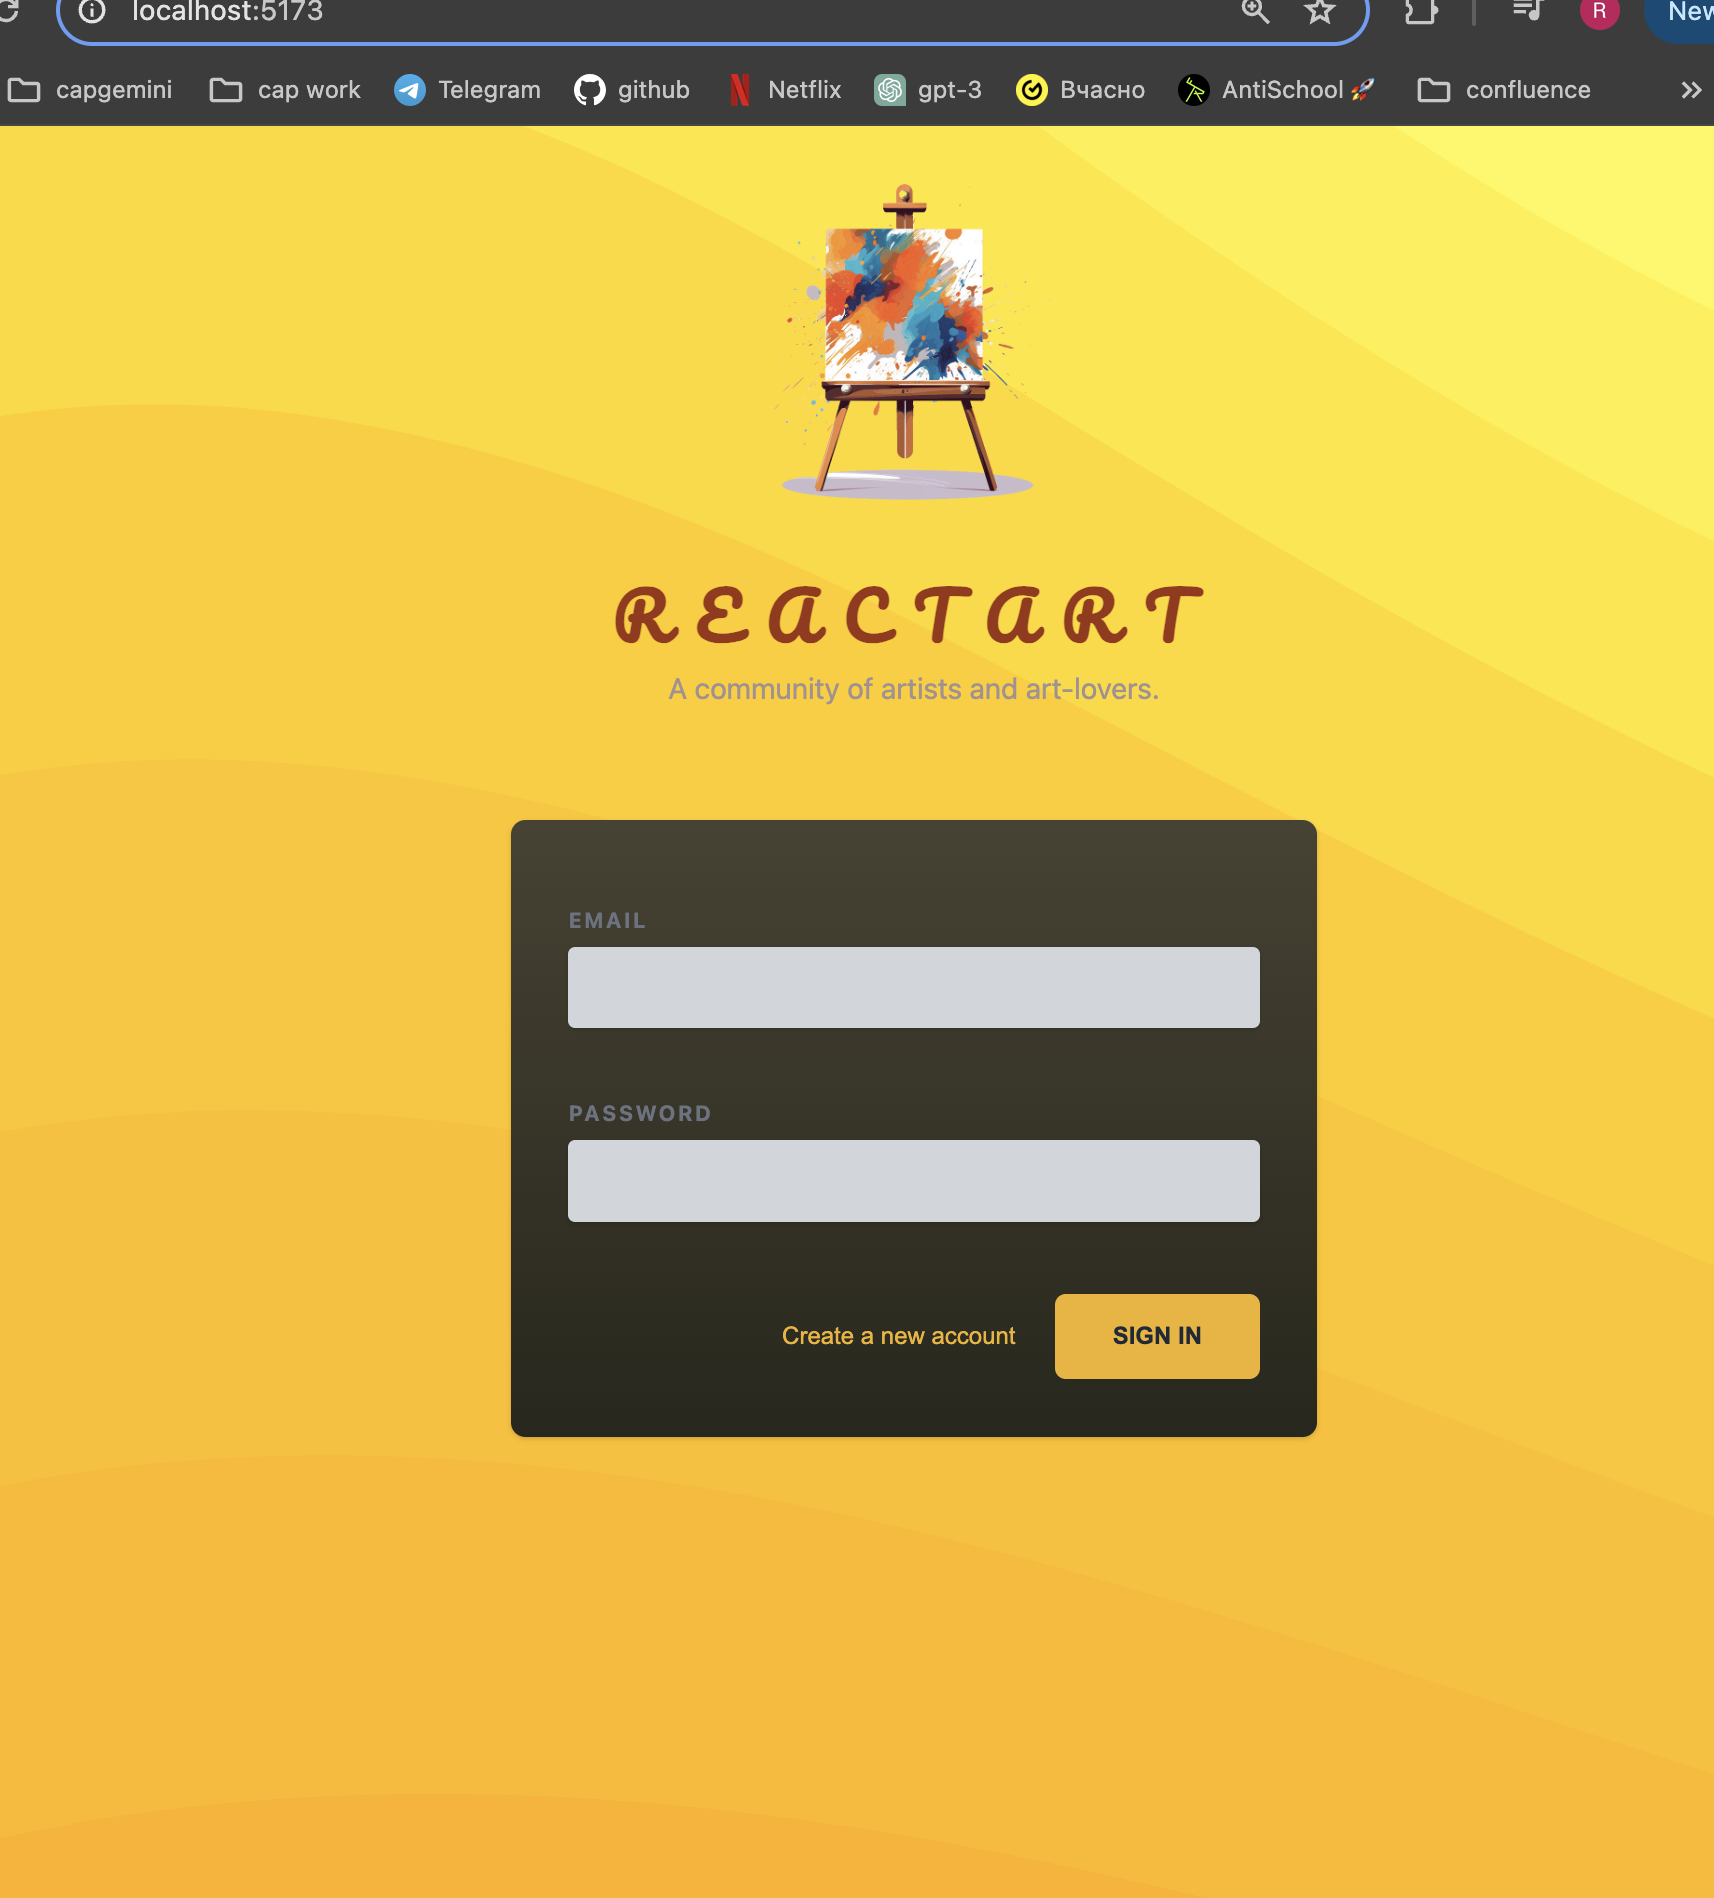 localhost:5173
R
New
capgemini
cap work
Telegram
github
Netflix
gpt-3
Вчасно
AntiSchool 🚀
confluence
REACTART
A community of artists and art-lovers.
EMAIL
PASSWORD
Create a new account
SIGN IN